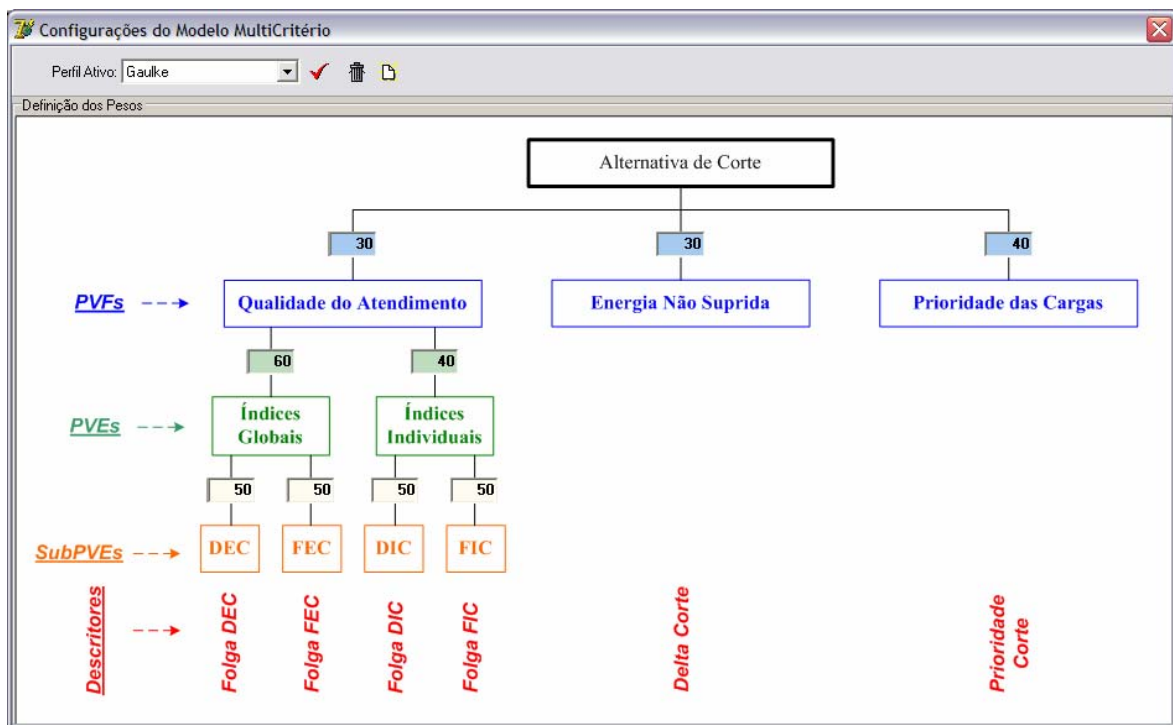 Configurações do Modelo MultiCritério
Perfil Ativo: Gaulke
Definição dos Pesos
Alternativa de Corte
30 30 40
PVFs Qualidade do Atendimento Energia Não Suprida Prioridade das Cargas
60 40
PVEs Índices Globais Índices Individuais
50 50 50 50
SubPVEs DEC FEC DIC FIC
Descritores
Folga DEC
Folga FEC
Folga DIC
Folga FIC
Delta Corte
Prioridade
Corte